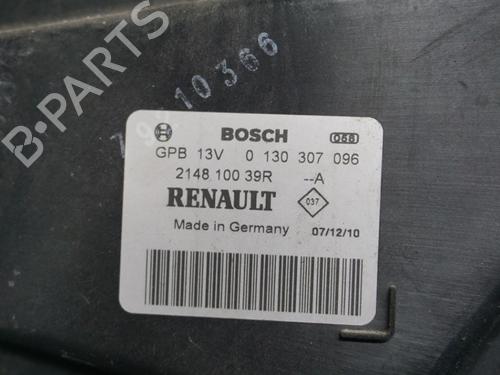 B-PARTS
10366
BOSCH 056
GPB 13V 0 130 307 096
2148 100 39R --A
RENAULT 037
Made in Germany 07/12/10